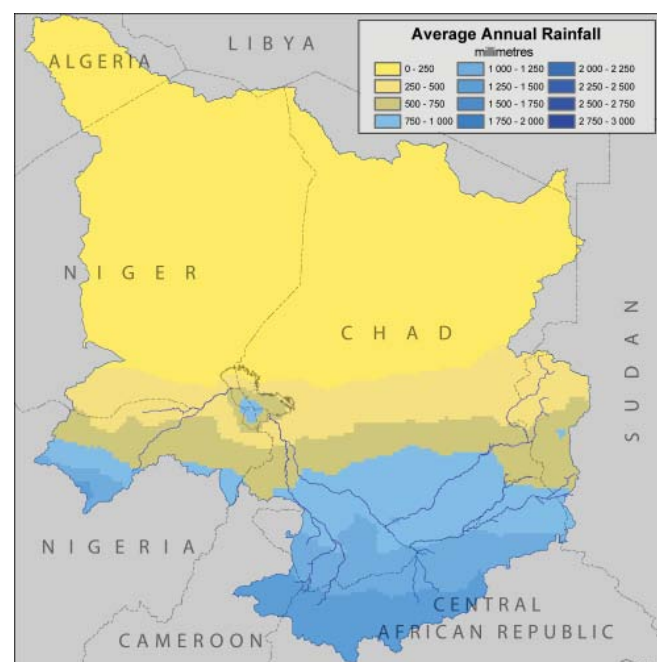 Average Annual Rainfall
millimetres
0 - 250
250 - 500
500 - 750
750 - 1 000
1 000 - 1 250
1 250 - 1 500
1 500 - 1 750
1 750 - 2 000
2 000 - 2 250
2 250 - 2 500
2 500 - 2 750
2 750 - 3 000
LIBYA
ALGERIA
NIGER
CHAD
SUDAN
NIGERIA
CAMEROON
CENTRAL
AFRICAN REPUBLIC